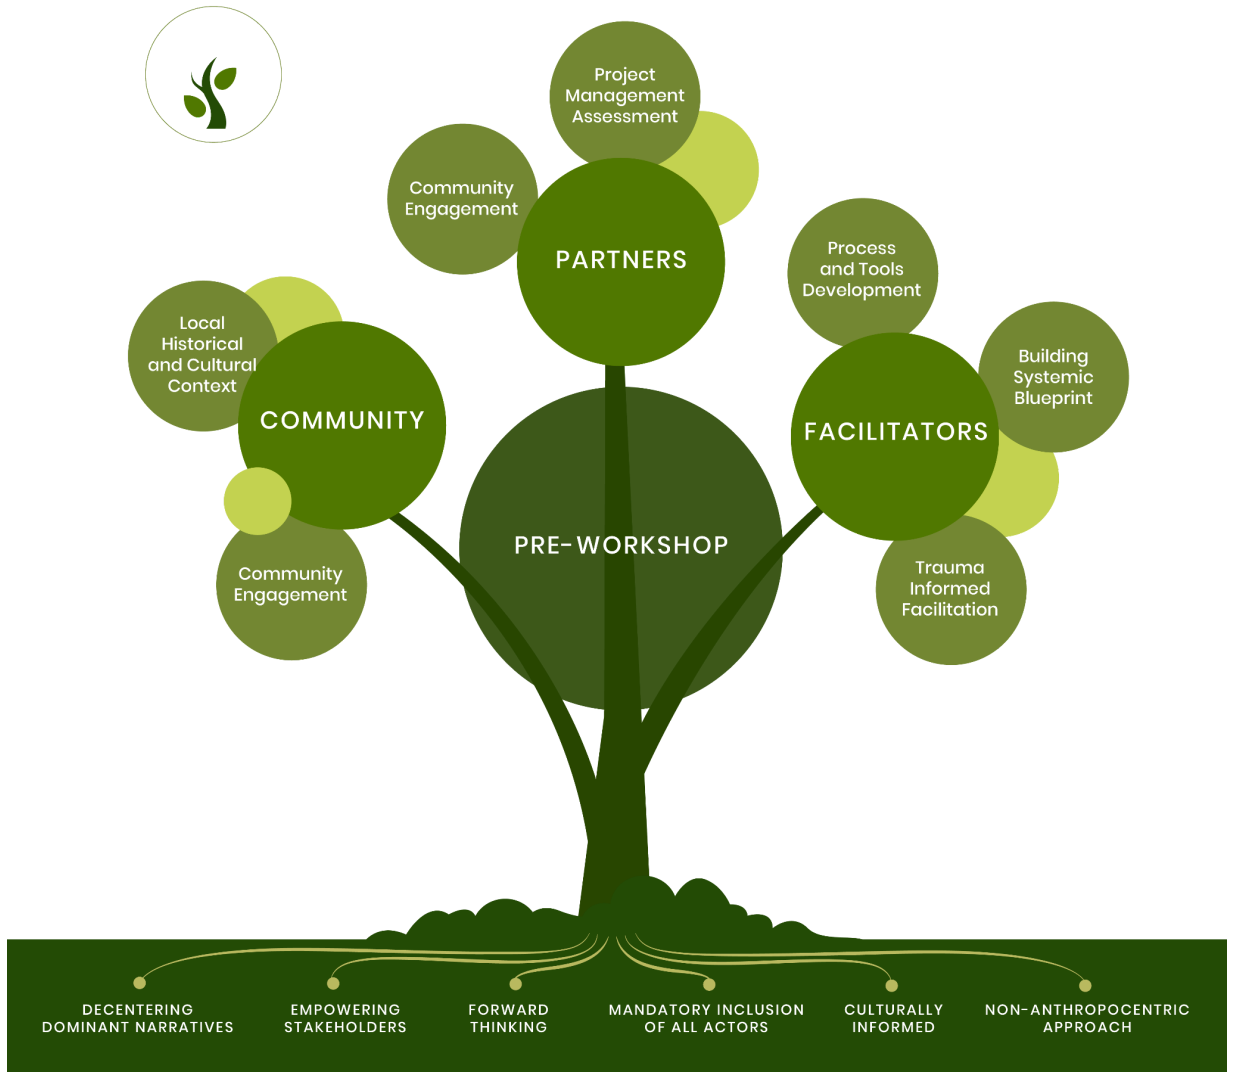 Project
Management
Assessment
Community
Engagement
PARTNERS
Process
and Tools
Development
Local
Historical
and Cultural
Context
Building
Systemic
Blueprint
COMMUNITY
FACILITATORS
PRE-WORKSHOP
Community
Engagement
Trauma
Informed
Facilitation
DECENTERING
DOMINANT NARRATIVES
EMPOWERING
STAKEHOLDERS
FORWARD
THINKING
MANDATORY INCLUSION
OF ALL ACTORS
CULTURALLY
INFORMED
NON-ANTHROPOCENTRIC
APPROACH